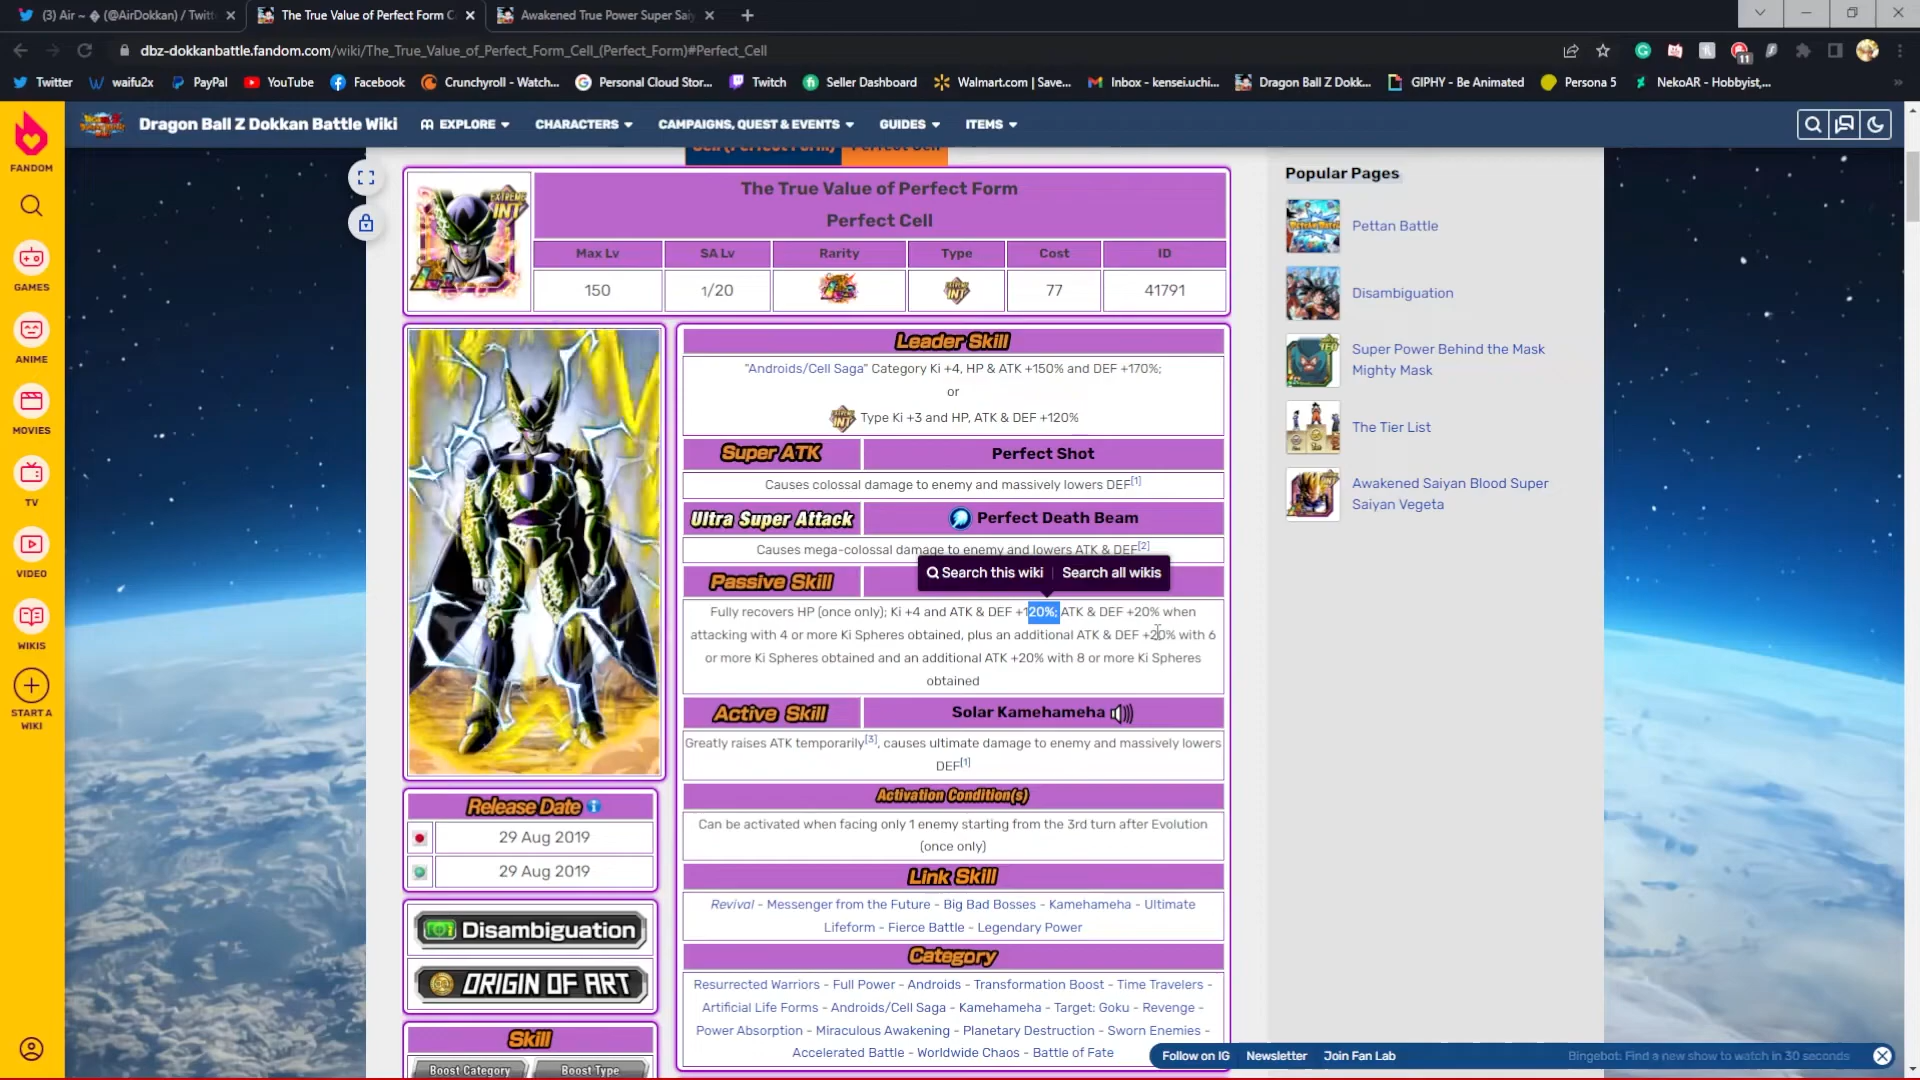 (3) Air ~ � (@AirDokkan) / Twitt
The True Value of Perfect Form C
Awakened True Power Super Saiy
dbz-dokkanbattle.fandom.com/wiki/The_True_Value_of_Perfect_Form_Cell_(Perfect_Form)#Perfect_Cell
11
Twitter
waifu2x
PayPal
YouTube
Facebook
Crunchyroll - Watch...
Personal Cloud Stor...
Twitch
Seller Dashboard
Walmart.com | Save...
Inbox - kensei.uchi...
Dragon Ball Z Dokk...
GIPHY - Be Animated
Persona 5
NekoAR - Hobbyist,...
Dragon Ball Z Dokkan Battle Wiki
EXPLORE
CHARACTERS
CAMPAIGNS, QUEST & EVENTS
GUIDES
ITEMS
FANDOM
GAMES
ANIME
MOVIES
TV
VIDEO
WIKIS
START A
WIKI
Cell (Perfect Form)
Perfect Cell
EXTREME
INT
The True Value of Perfect Form
Perfect Cell
Max Lv
SA Lv
Rarity
Type
Cost
ID
150
1/20
77
41791
Leader Skill
"Androids/Cell Saga" Category Ki +4, HP & ATK +150% and DEF +170%;
or
Type Ki +3 and HP, ATK & DEF +120%
Super ATK
Perfect Shot
Causes colossal damage to enemy and massively lowers DEF[1]
Ultra Super Attack
Perfect Death Beam
Causes mega-colossal damage to enemy and lowers ATK & DEF[2]
Search this wiki
Search all wikis
Passive Skill
Fully recovers HP (once only); Ki +4 and ATK & DEF +120%; ATK & DEF +20% when
attacking with 4 or more Ki Spheres obtained, plus an additional ATK & DEF +20% with 6
or more Ki Spheres obtained and an additional ATK +20% with 8 or more Ki Spheres
obtained
Active Skill
Solar Kamehameha
Greatly raises ATK temporarily[3], causes ultimate damage to enemy and massively lowers
DEF[1]
Activation Condition(s)
Can be activated when facing only 1 enemy starting from the 3rd turn after Evolution
(once only)
Link Skill
Revival - Messenger from the Future - Big Bad Bosses - Kamehameha - Ultimate
Lifeform - Fierce Battle - Legendary Power
Category
Resurrected Warriors - Full Power - Androids - Transformation Boost - Time Travelers -
Artificial Life Forms - Androids/Cell Saga - Kamehameha - Target: Goku - Revenge -
Power Absorption - Miraculous Awakening - Planetary Destruction - Sworn Enemies -
Accelerated Battle - Worldwide Chaos - Battle of Fate
Release Date
29 Aug 2019
29 Aug 2019
Disambiguation
ORIGIN OF ART
Skill
Boost Category
Boost Type
Popular Pages
Pettan Battle
Disambiguation
Super Power Behind the Mask
Mighty Mask
The Tier List
Awakened Saiyan Blood Super
Saiyan Vegeta
Follow on IG
Newsletter
Join Fan Lab
Bingebot: Find a new show to watch in 30 seconds